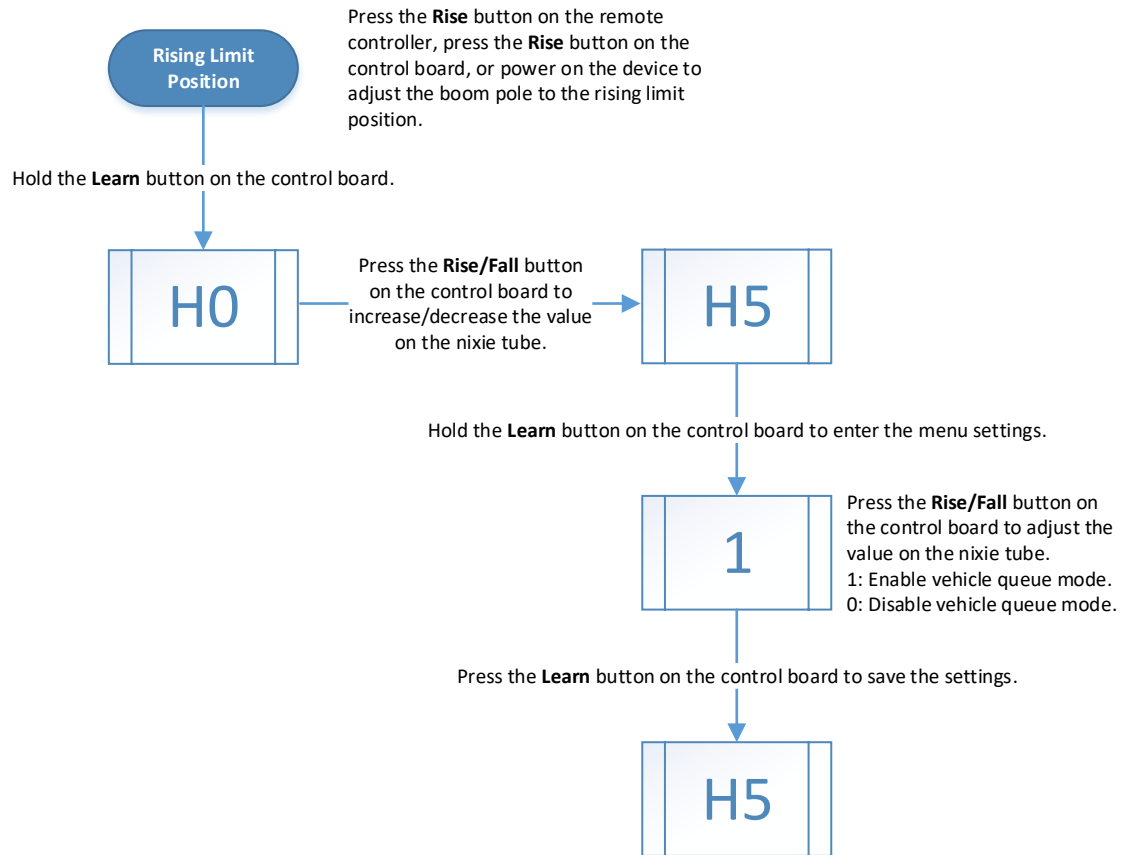 Press the Rise button on the remote
controller, press the Rise button on the
control board, or power on the device to
adjust the boom pole to the rising limit
position.
Rising Limit
Position
Hold the Learn button on the control board.
H0
Press the Rise/Fall button
on the control board to
increase/decrease the value
on the nixie tube.
H5
Hold the Learn button on the control board to enter the menu settings.
1
Press the Rise/Fall button on
the control board to adjust the
value on the nixie tube.
1: Enable vehicle queue mode.
0: Disable vehicle queue mode.
Press the Learn button on the control board to save the settings.
H5